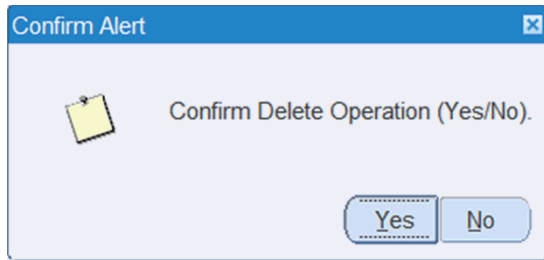 Confirm Alert
Confirm Delete Operation (Yes/No).
Yes No